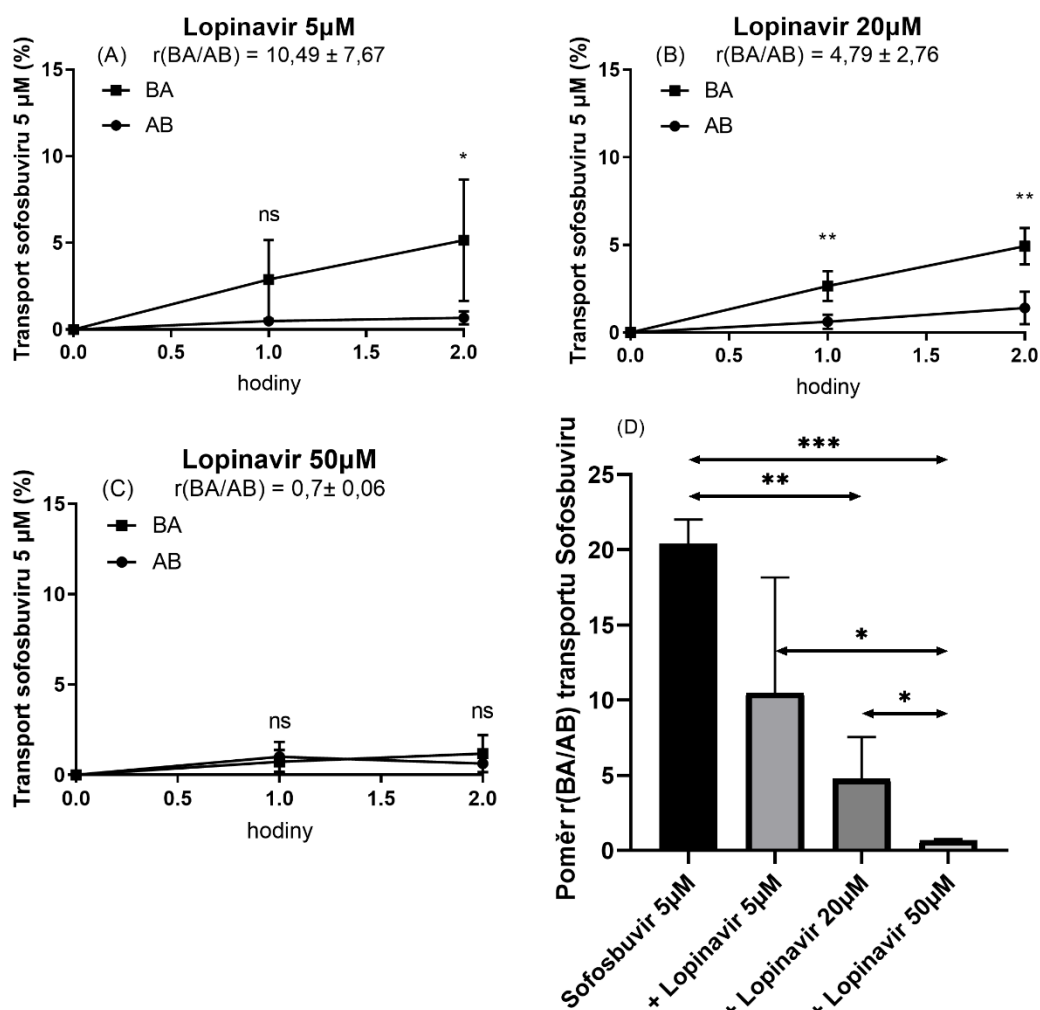 Lopinavir 5µM
(A) r(BA/AB) = 10,49 ± 7,67
Transport sofosbuviru 5 µM (%)
15
10
5
0
BA
AB
ns
*
0.0 0.5 1.0 1.5 2.0
hodiny
Lopinavir 20µM
(B) r(BA/AB) = 4,79 ± 2,76
Transport sofosbuviru 5 µM (%)
15
10
5
0
BA
AB
**
**
0.0 0.5 1.0 1.5 2.0
hodiny
Lopinavir 50µM
(C) r(BA/AB) = 0,7± 0,06
Transport sofosbuviru 5 µM (%)
15
10
5
0
BA
AB
ns
ns
0.0 0.5 1.0 1.5 2.0
hodiny
(D)
Poměr r(BA/AB) transportu Sofosbuviru
25
20
15
10
5
0
***
**
*
*
Sofosbuvir 5µM
+ Lopinavir 5µM
+ Lopinavir 20µM
+ Lopinavir 50µM